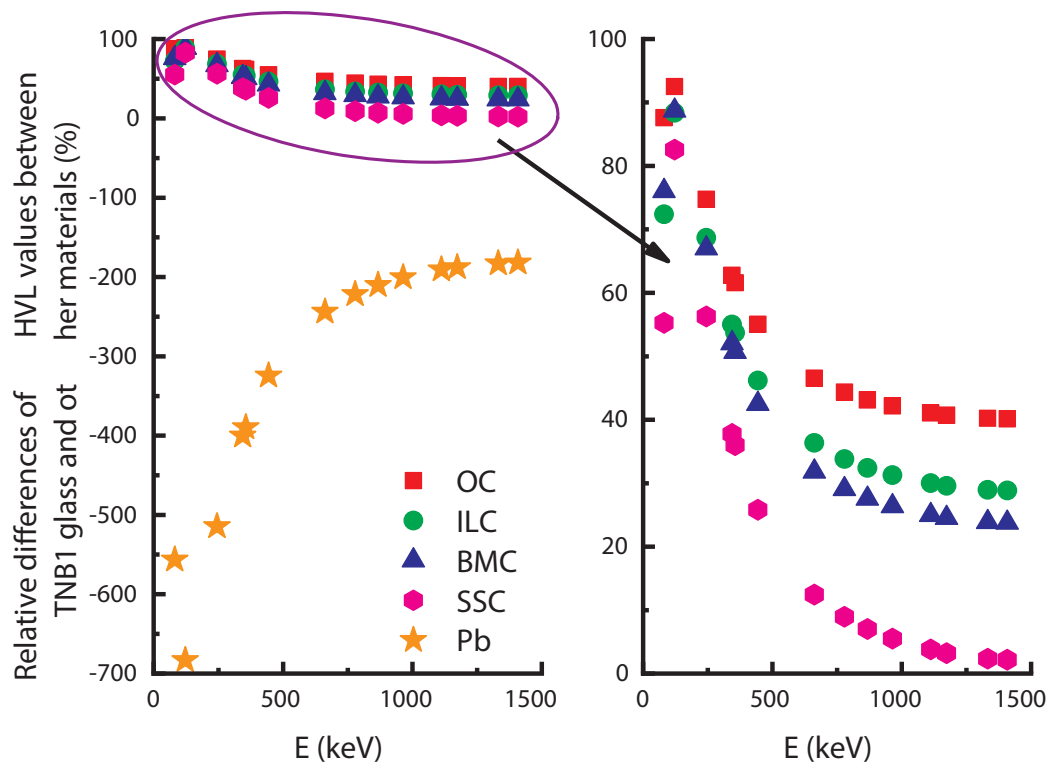 Relative differences of
TNB1 glass and ot
HVL values between
her materials (%)
100
0
-100
-200
-300
-400
-500
-600
-700
0
500
1000
1500
E (keV)
OC
ILC
BMC
SSC
Pb
100
80
60
40
20
0
0
500
1000
1500
E (keV)